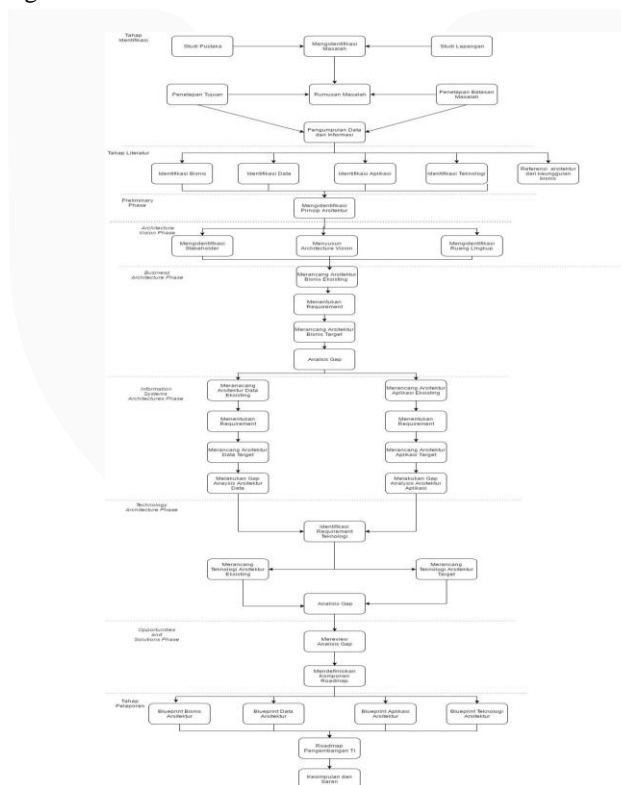 Tahap
Identifikasi
Studi Pustaka
Mengidentifikasi
Masalah
Studi Lapangan
Penetapan Tujuan
Rumusan Masalah
Penetapan Batasan
Masalah
Pengumpulan Data
dan Informasi
Tahap Literatur
Identifikasi Bisnis
Identifikasi Data
Identifikasi Aplikasi
Identifikasi Teknologi
Referensi arsitektur
dan keunggulan
bisnis
Preliminary
Phase
Mengidentifikasi
Prinsip Arsitektur
Architecture
Vision Phase
Mengidentifikasi
Stakeholder
Menyusun
Architecture Vision
Mengidentifikasi
Ruang Lingkup
Business
Architecture Phase
Merancang Arsitektur
Bisnis Eksisting
Menentukan
Requirement
Merancang Arsitektur
Bisnis Target
Analisis Gap
Information
Systems
Architectures Phase
Merancang
Arsitektur Data
Eksisting
Merancang Arsitektur
Aplikasi Eksisting
Menentukan
Requirement
Menentukan
Requirement
Merancang Arsitektur
Data Target
Merancang Arsitektur
Aplikasi Target
Melakukan Gap
Analysis Arsitektur
Data
Melakukan Gap
Analisis Arsitektur
Aplikasi
Technology
Architecture Phase
Identifikasi
Requirement
Teknologi
Merancang
Teknologi Arsitektur
Eksisting
Merancang
Teknologi Arsitektur
Target
Analisis Gap
Opportunities
and
Solutions Phase
Mereview
Analisis Gap
Mendefinisikan
Komponen
Roadmap
Tahap
Pelaporan
Blueprint Bisnis
Arsitektur
Blueprint Data
Arsitektur
Blueprint Aplikasi
Arsitektur
Blueprint Teknologi
Arsitektur
Roadmap
Pengembangan TI
Kesimpulan dan
Saran